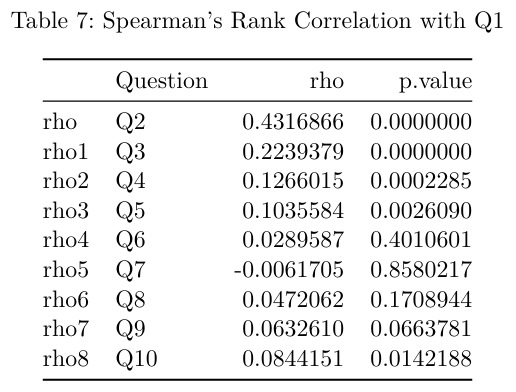 Table 7: Spearman's Rank Correlation with Q1
Question rho p.value
rho Q2 0.4316866 0.0000000
rho1 Q3 0.2239379 0.0000000
rho2 Q4 0.1266015 0.0002285
rho3 Q5 0.1035584 0.0026090
rho4 Q6 0.0289587 0.4010601
rho5 Q7 -0.0061705 0.8580217
rho6 Q8 0.0472062 0.1708944
rho7 Q9 0.0632610 0.0663781
rho8 Q10 0.0844151 0.0142188